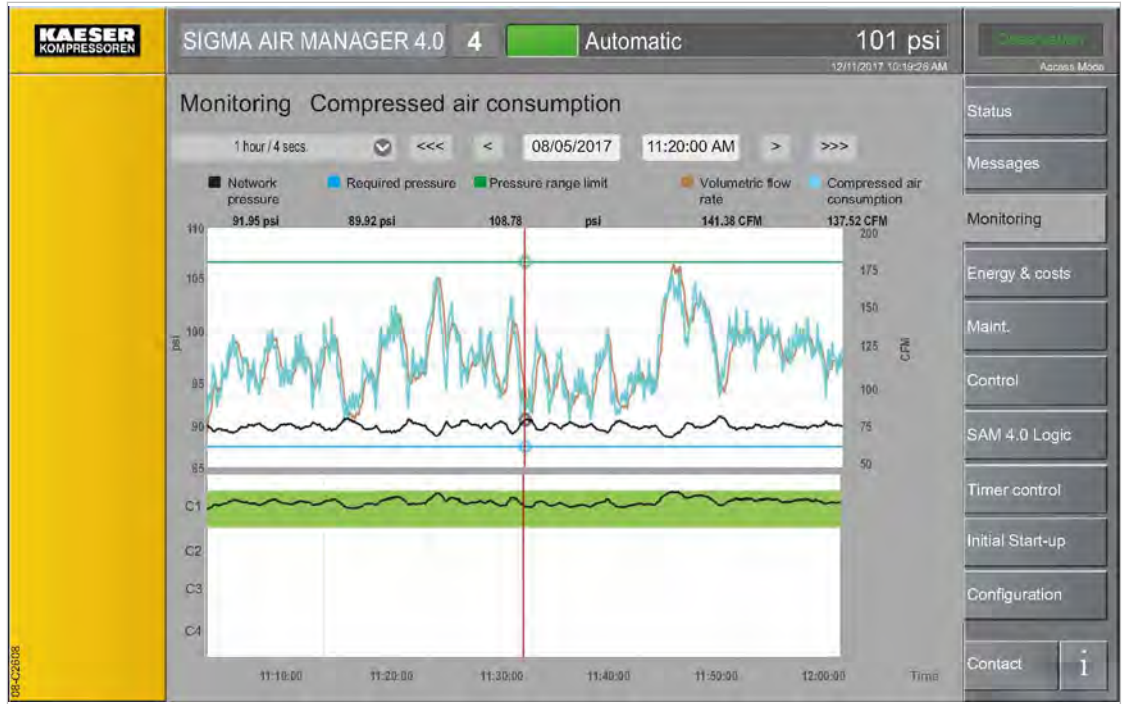 KAESER
KOMPRESSOREN
SIGMA AIR MANAGER 4.0 4 Automatic 101 psi
12/11/2017 10:19:26 AM
Access Mode
Monitoring Compressed air consumption
1 hour / 4 secs. <<< < 08/05/2017 11:20:00 AM > >>>
Network pressure
Required pressure
Pressure range limit
Volumetric flow rate
Compressed air consumption
91.95 psi 89.92 psi 108.78 psi 141.38 CFM 137.52 CFM
110
105
100
95
90
85
psi
200
175
150
125
100
75
50
CFM
C1
C2
C3
C4
11:10:00 11:20:00 11:30:00 11:40:00 11:50:00 12:00:00 Time
Status
Messages
Monitoring
Energy & costs
Maint.
Control
SAM 4.0 Logic
Timer control
Initial Start-up
Configuration
Contact i
08-C2608